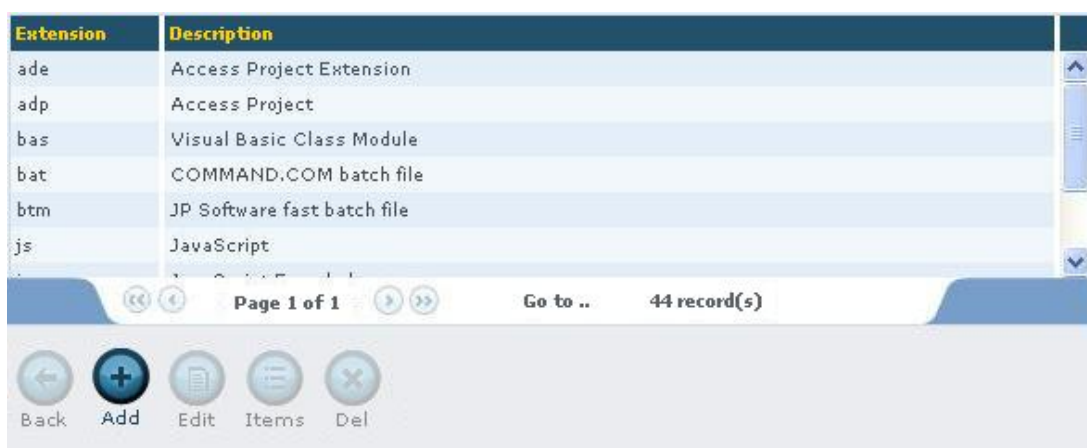 Extension Description
ade Access Project Extension
adp Access Project
bas Visual Basic Class Module
bat COMMAND.COM batch file
btm JP Software fast batch file
js JavaScript
Page 1 of 1 Go to .. 44 record(s)
Back Add Edit Items Del